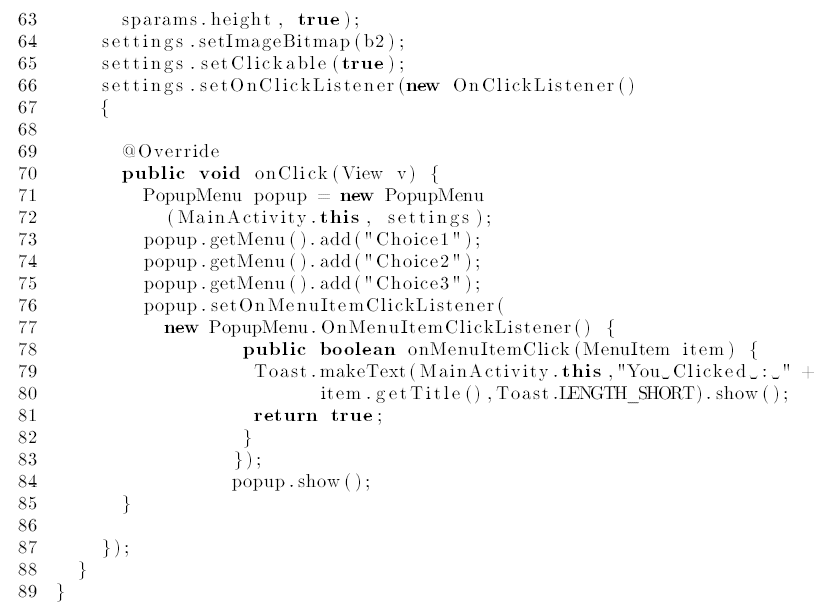 63 sparams.height, true);
64 settings.setImageBitmap(b2);
65 settings.setClickable(true);
66 settings.setOnClickListener(new OnClickListener()
67 {
68
69 @Override
70 public void onClick(View v) {
71 PopupMenu popup = new PopupMenu
72 (MainActivity.this, settings);
73 popup.getMenu().add("Choice1");
74 popup.getMenu().add("Choice2");
75 popup.getMenu().add("Choice3");
76 popup.setOnMenuItemClickListener(
77 new PopupMenu.OnMenuItemClickListener() {
78 public boolean onMenuItemClick(MenuItem item) {
79 Toast.makeText(MainActivity.this,"You␣Clicked␣:␣" +
80 item.getTitle(),Toast.LENGTH_SHORT).show();
81 return true;
82 }
83 });
84 popup.show();
85 }
86
87 });
88 }
89 }